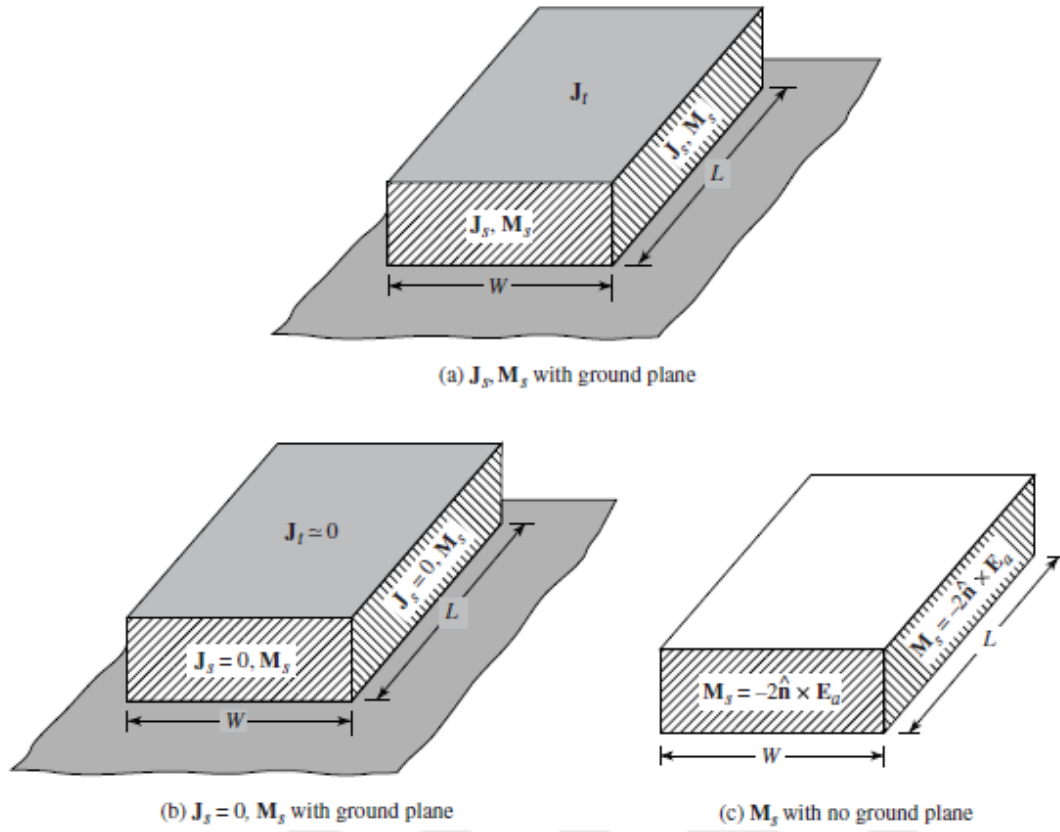 J_t
J_s, M_s
L
J_s, M_s
W
(a) J_s, M_s with ground plane
J_t ≃ 0
J_s = 0, M_s
L
J_s = 0, M_s
W
(b) J_s = 0, M_s with ground plane
M_s = –2n̂ × E_a
L
M_s = –2n̂ × E_a
W
(c) M_s with no ground plane